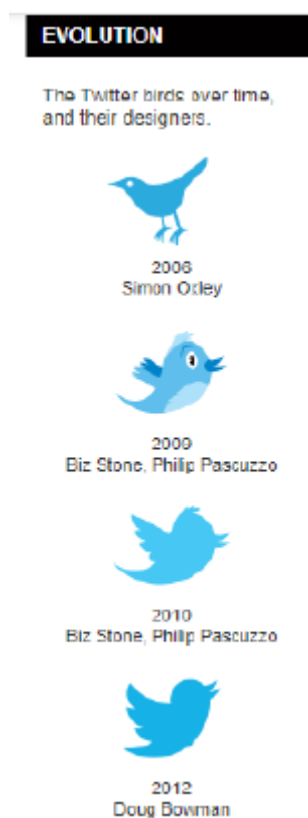 EVOLUTION
The Twitter birds over time,
and their designers.
2006
Simon Oxley
2009
Biz Stone, Philip Pascuzzo
2010
Biz Stone, Philip Pascuzzo
2012
Doug Bowman